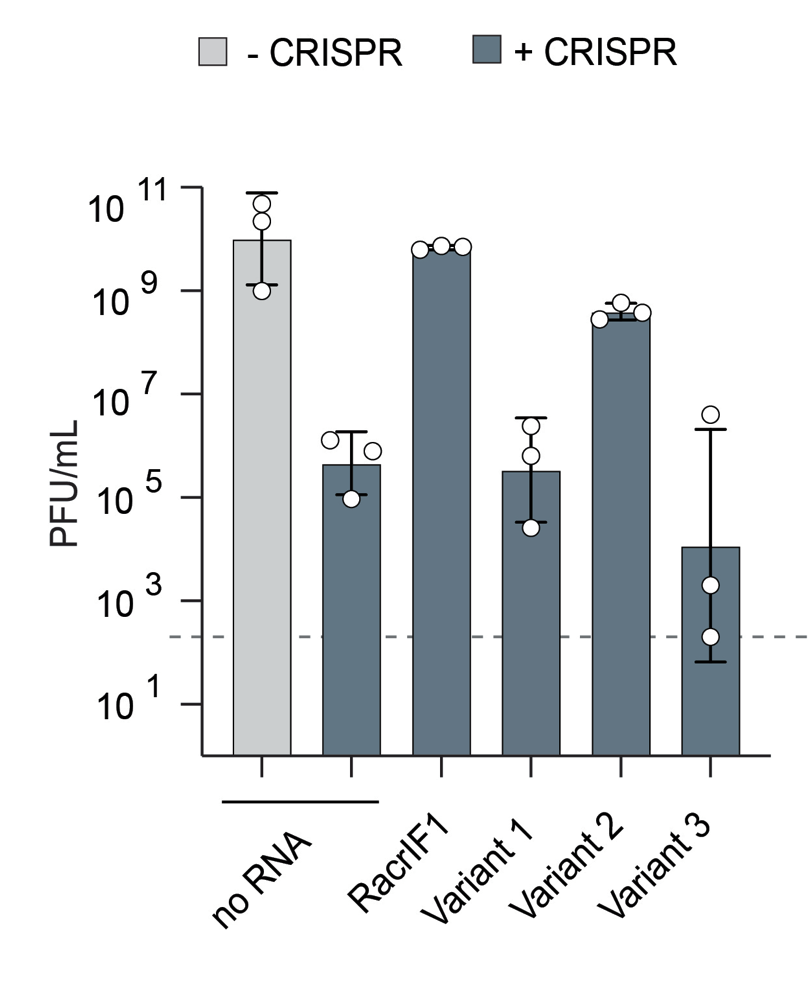 - CRISPR
+ CRISPR
PFU/mL
10 11
10 9
10 7
10 5
10 3
10 1
no RNA
RacrIF1
Variant 1
Variant 2
Variant 3